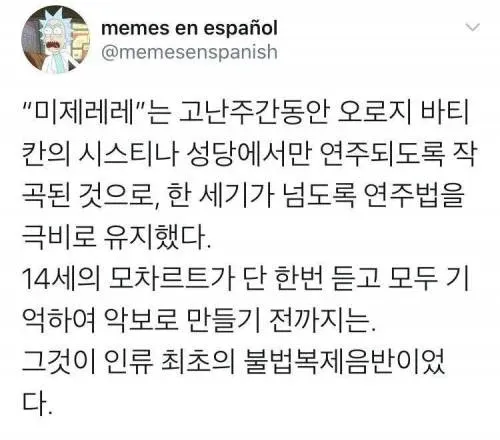 memes en español
@memesenspanish
“미제레레”는 고난주간동안 오로지 바티
칸의 시스티나 성당에서만 연주되도록 작
곡된 것으로, 한 세기가 넘도록 연주법을
극비로 유지했다.
14세의 모차르트가 단 한번 듣고 모두 기
억하여 악보로 만들기 전까지는.
그것이 인류 최초의 불법복제음반이었
다.